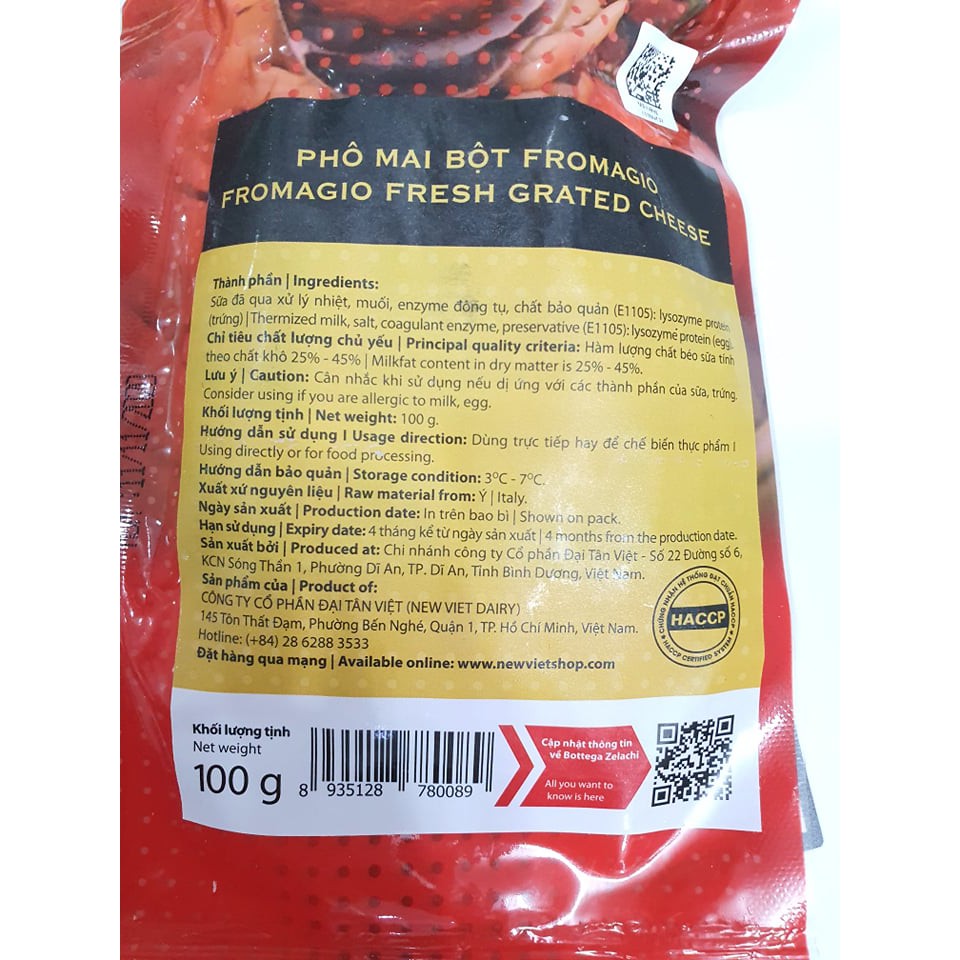 PHÔ MAI BỘT FROMAGIO
FROMAGIO FRESH GRATED CHEESE
Thành phần | Ingredients:
Sữa đã qua xử lý nhiệt, muối, enzyme đông tụ, chất bảo quản (E1105): lysozyme protein
(trứng) | Thermized milk, salt, coagulant enzyme, preservative (E1105): lysozyme protein (egg).
Chỉ tiêu chất lượng chủ yếu | Principal quality criteria: Hàm lượng chất béo sữa tính
theo chất khô 25% - 45% | Milkfat content in dry matter is 25% - 45%.
Lưu ý | Caution: Cân nhắc khi sử dụng nếu dị ứng với các thành phần của sữa, trứng.
Consider using if you are allergic to milk, egg.
Khối lượng tịnh | Net weight: 100 g.
Hướng dẫn sử dụng I Usage direction: Dùng trực tiếp hay để chế biến thực phẩm I
Using directly or for food processing.
Hướng dẫn bảo quản | Storage condition: 3ºC - 7ºC.
Xuất xứ nguyên liệu | Raw material from: Ý | Italy.
Ngày sản xuất | Production date: In trên bao bì | Shown on pack.
Hạn sử dụng | Expiry date: 4 tháng kể từ ngày sản xuất | 4 months from the production date.
Sản xuất bởi | Produced at: Chi nhánh công ty Cổ phần Đại Tân Việt - Số 22 Đường số 6,
KCN Sóng Thần 1, Phường Dĩ An, TP. Dĩ An, Tỉnh Bình Dương, Việt Nam.
Sản phẩm của | Product of:
CÔNG TY CỔ PHẦN ĐẠI TÂN VIỆT (NEW VIET DAIRY)
145 Tôn Thất Đạm, Phường Bến Nghé, Quận 1, TP. Hồ Chí Minh, Việt Nam.
Hotline: (+84) 28 6288 3533
Đặt hàng qua mạng | Available online: www.newvietshop.com
CHỨNG NHẬN HỆ THỐNG ĐẠT CHUẨN HACCP
HACCP
HACCP CERTIFIED SYSTEM
Khối lượng tịnh
Net weight
100 g
8 935128 780089
Cập nhật thông tin
về Bottega Zelachi
All you want to
know is here